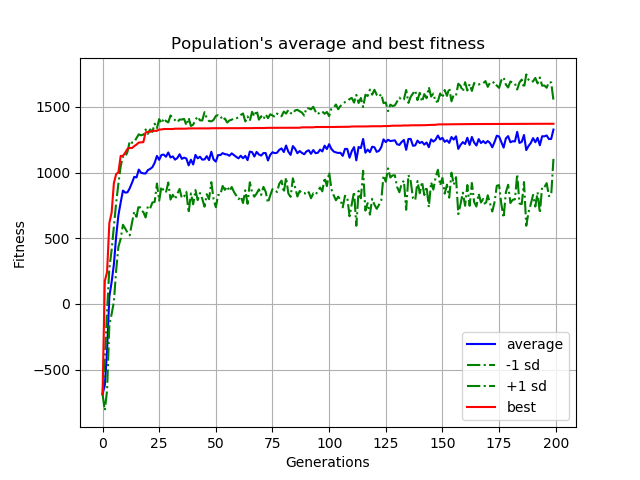 Population's average and best fitness
Fitness
1500
1000
500
0
−500
0 25 50 75 100 125 150 175 200
Generations
average
-1 sd
+1 sd
best